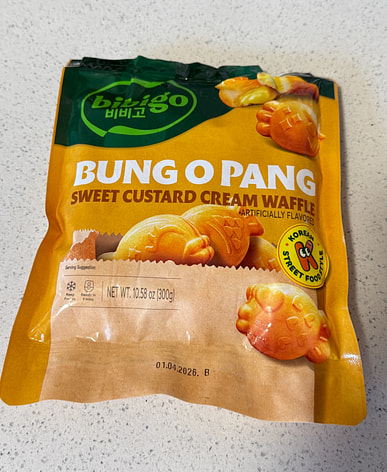 bibigo
비비고
BUNG O PANG
SWEET CUSTARD CREAM WAFFLE
ARTIFICIALLY FLAVORED
KOREAN
STREET FOOD STYLE
Serving Suggestion
NET WT. 10.58 oz (300g)
01.04.2026. B